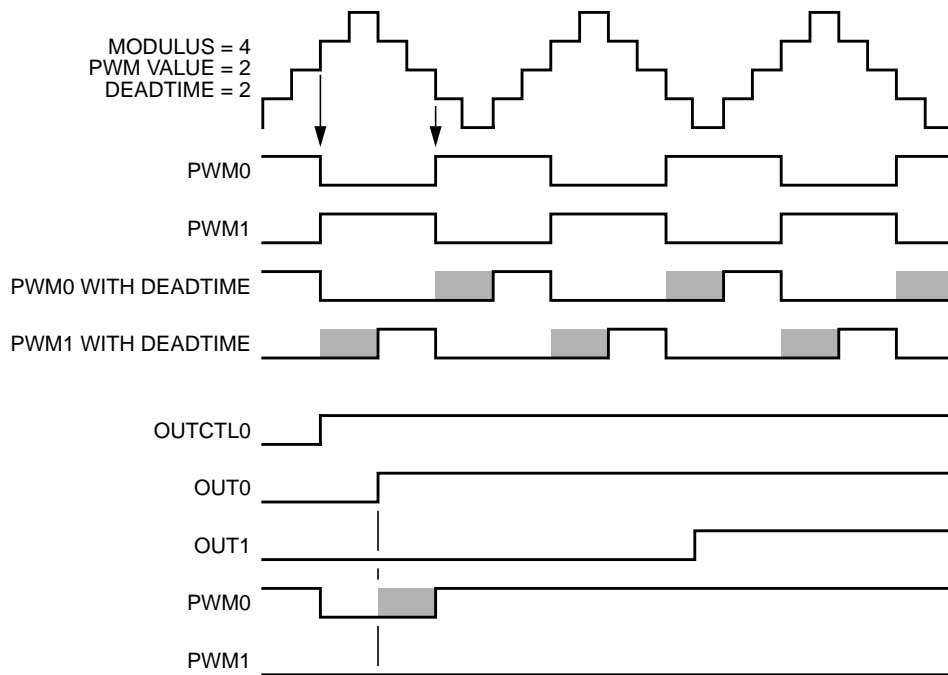 MODULUS = 4
PWM VALUE = 2
DEADTIME = 2
PWM0
PWM1
PWM0 WITH DEADTIME
PWM1 WITH DEADTIME
OUTCTL0
OUT0
OUT1
PWM0
PWM1